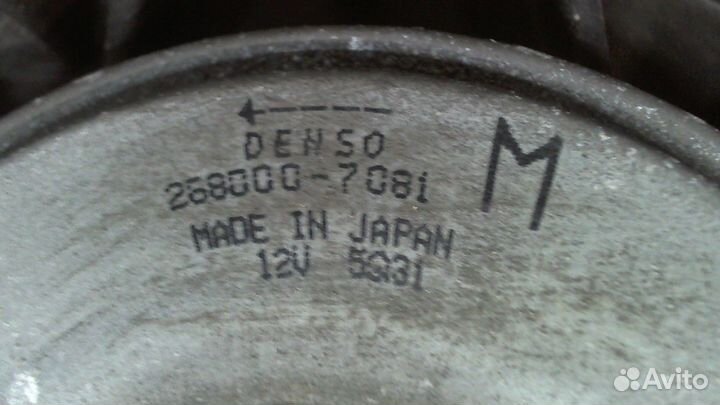 DENSO
268000-7081
M
MADE IN JAPAN
12V 5G31
Avito